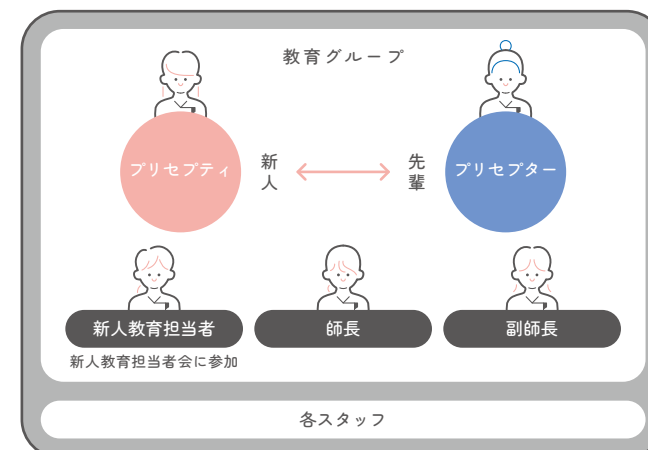 教育グループ
プリセプティ
新人
先輩
プリセプター
新人教育担当者
師長
副師長
新人教育担当者会に参加
各スタッフ